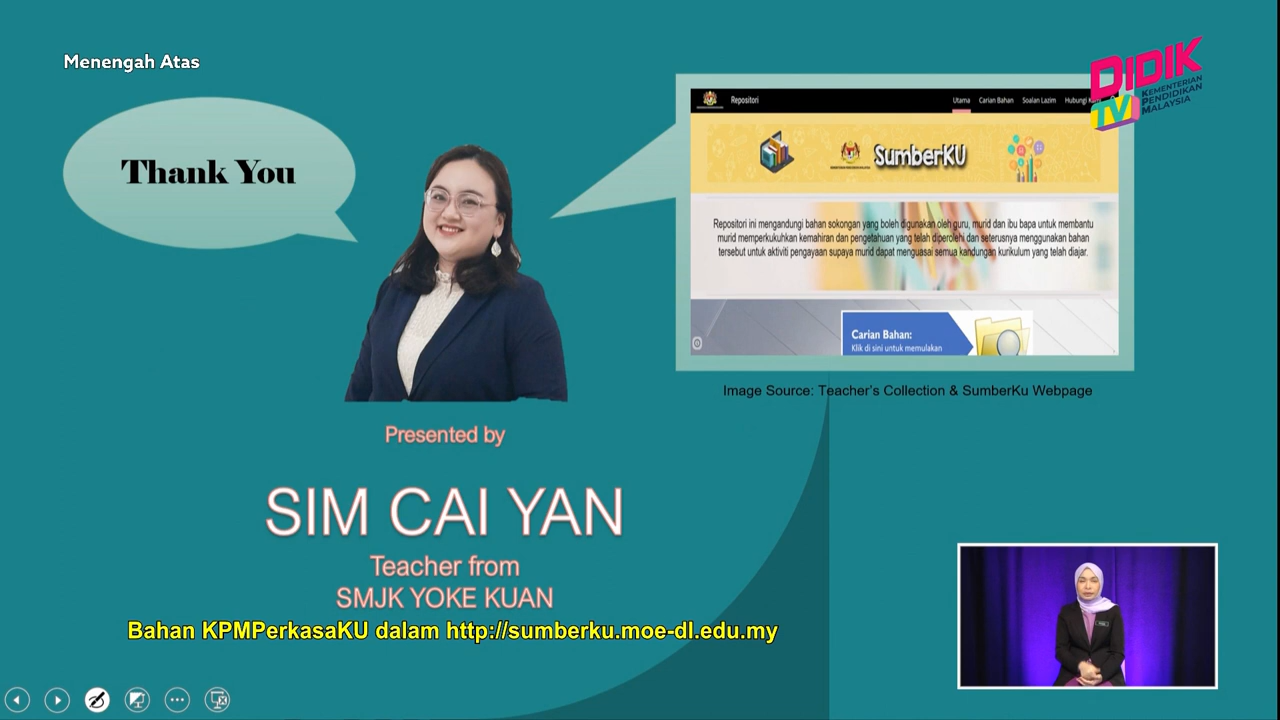 Menengah Atas
DIDIK
TV
KEMENTERIAN
PENDIDIKAN
MALAYSIA
Thank You
Repositori
Utama Carian Bahan Soalan Lazim Hubungi
SumberKU
Repositori ini mengandungi bahan sokongan yang boleh digunakan oleh guru, murid dan ibu bapa untuk membantu
murid memperkukuhkan kemahiran dan pengetahuan yang telah diperolehi dan seterusnya menggunakan bahan
tersebut untuk aktiviti pengayaan supaya murid dapat menguasai semua kandungan kurikulum yang telah diajar.
Carian Bahan:
Klik di sini untuk memulakan
Image Source: Teacher's Collection & SumberKu Webpage
Presented by
SIM CAI YAN
Teacher from
SMJK YOKE KUAN
Bahan KPMPerkasaKU dalam http://sumberku.moe-dl.edu.my